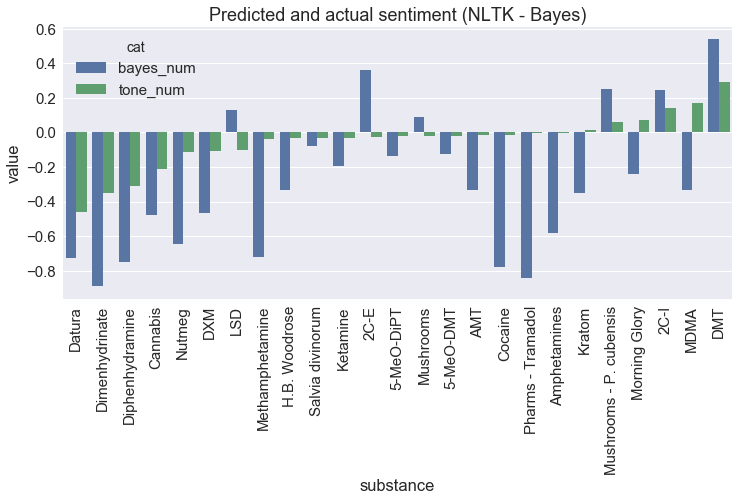 Predicted and actual sentiment (NLTK - Bayes)
cat
bayes_num
tone_num
value
0.6
0.4
0.2
0.0
−0.2
−0.4
−0.6
−0.8
Datura
Dimenhydrinate
Diphenhydramine
Cannabis
Nutmeg
DXM
LSD
Methamphetamine
H.B. Woodrose
Salvia divinorum
Ketamine
2C-E
5-MeO-DiPT
Mushrooms
5-MeO-DMT
AMT
Cocaine
Pharms - Tramadol
Amphetamines
Kratom
Mushrooms - P. cubensis
Morning Glory
2C-I
MDMA
DMT
substance